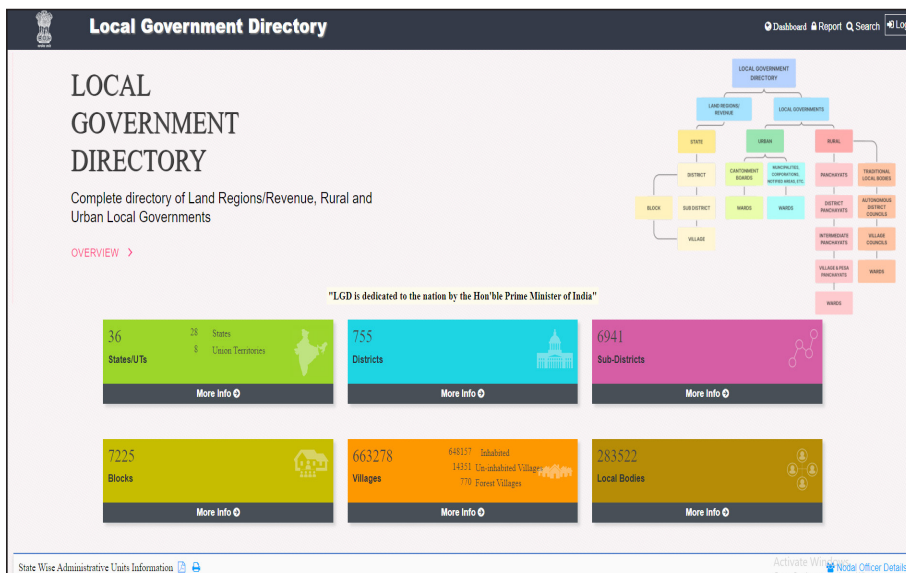 Local Government Directory
Dashboard Report Search Log
LOCAL
GOVERNMENT
DIRECTORY
Complete directory of Land Regions/Revenue, Rural and
Urban Local Governments
OVERVIEW >
LOCAL GOVERNMENT
DIRECTORY
LAND REGIONS/
REVENUE
LOCAL GOVERNMENTS
STATE
URBAN
RURAL
DISTRICT
CANTONMENT
BOARDS
MUNICIPALITIES,
CORPORATIONS,
NOTIFIED AREAS, ETC.
PANCHAYATS
TRADITIONAL
LOCAL BODIES
BLOCK
SUB DISTRICT
WARDS
WARDS
DISTRICT
PANCHAYATS
AUTONOMOUS
DISTRICT
COUNCILS
VILLAGE
INTERMEDIATE
PANCHAYATS
VILLAGE
COUNCILS
VILLAGE & PESA
PANCHAYATS
WARDS
WARDS
"LGD is dedicated to the nation by the Hon'ble Prime Minister of India"
36
States/UTs
28 States
8 Union Territories
More Info
755
Districts
More Info
6941
Sub-Districts
More Info
7225
Blocks
More Info
663278
Villages
648157 Inhabited
14351 Un-inhabited Villages
770 Forest Villages
More Info
283522
Local Bodies
More Info
State Wise Administrative Units Information
Activate Windows
Nodal Officer Details